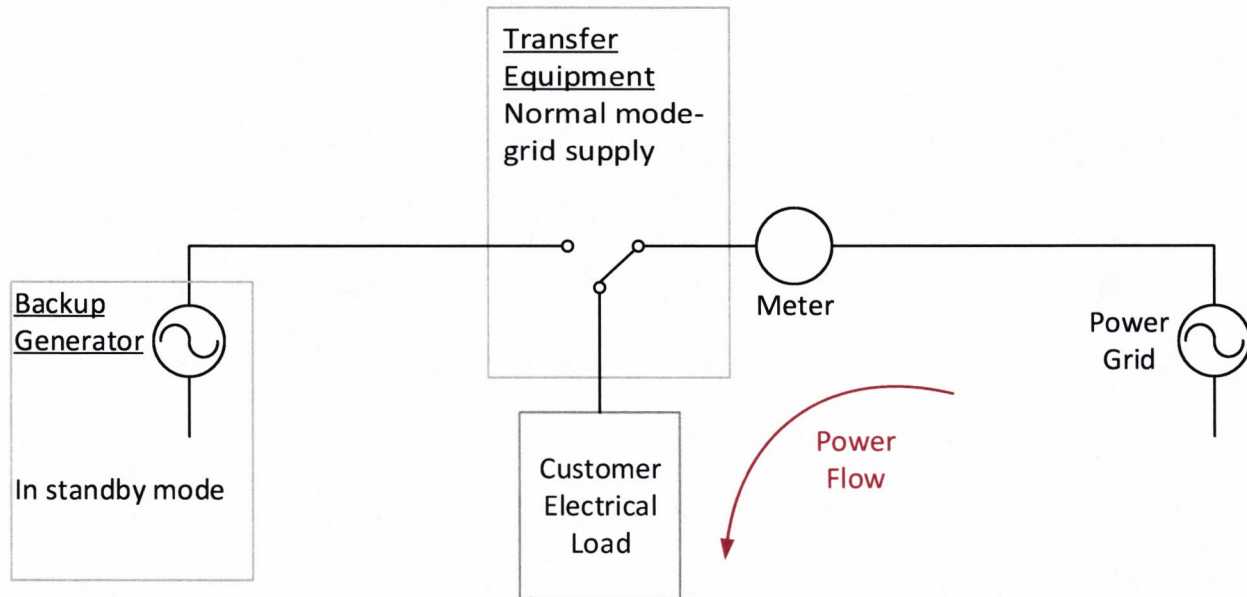 Transfer
Equipment
Normal mode-
grid supply
Backup
Generator
In standby mode
Meter
Power
Grid
Customer
Electrical
Load
Power
Flow